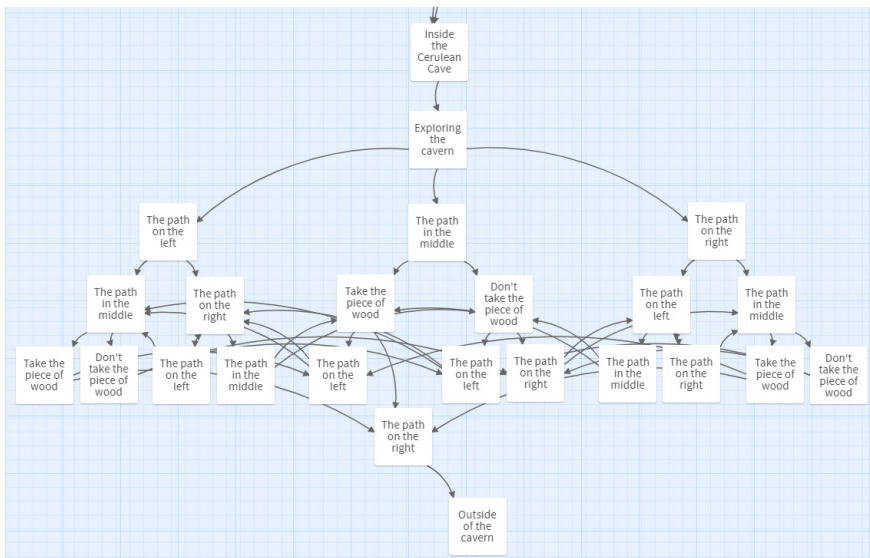 Inside
the
Cerulean
Cave
Exploring
the
cavern
The path
on the
left
The path
in the
middle
The path
on the
right
The path
in the
middle
The path
on the
right
Take the
piece of
wood
Don't
take the
piece of
wood
The path
on the
left
The path
in the
middle
Take the
piece of
wood
Don't
take the
piece of
wood
The path
on the
left
The path
in the
middle
The path
on the
left
The path
on the
left
The path
on the
right
The path
in the
middle
The path
on the
right
Take the
piece of
wood
Don't
take the
piece of
wood
The path
on the
right
Outside
of the
cavern